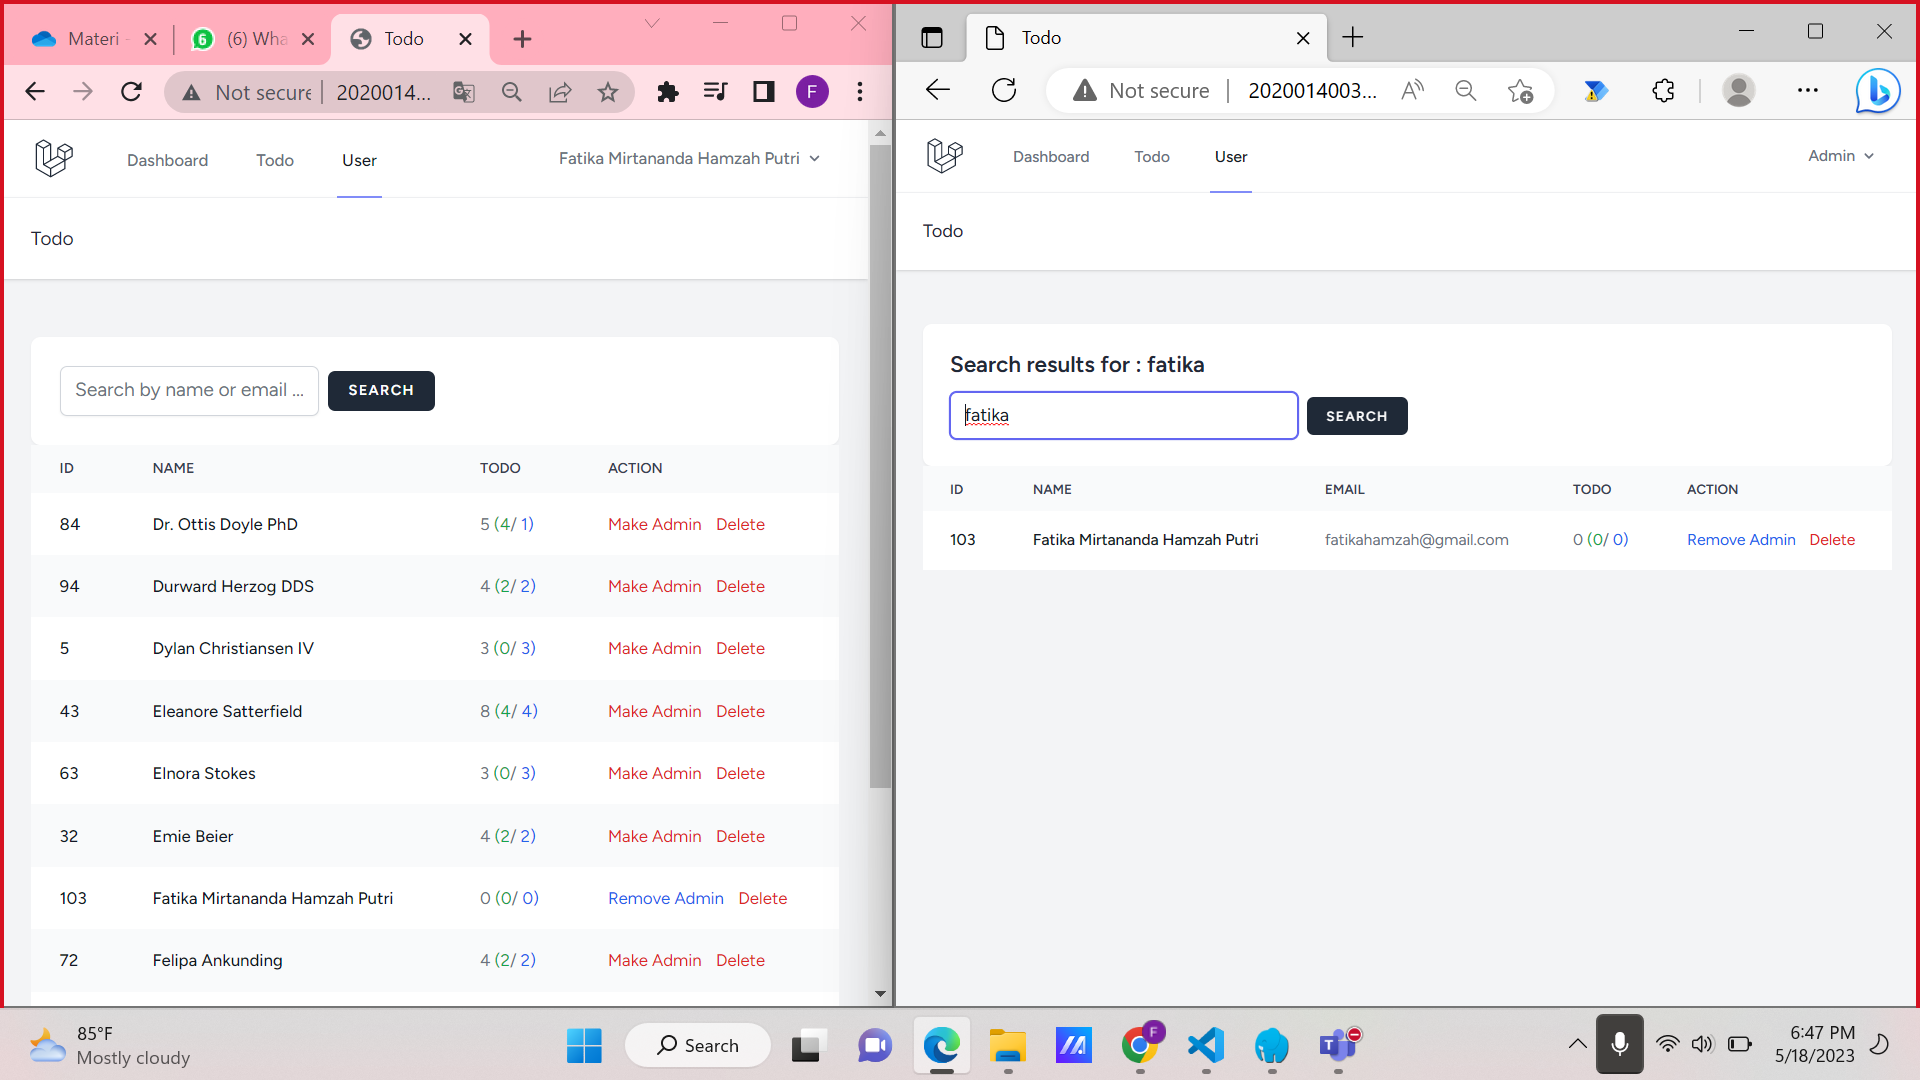 Materi -
6 (6) Wha
Todo
Not secure 2020014... F
Dashboard Todo User Fatika Mirtananda Hamzah Putri
Todo
Search by name or email ... SEARCH
ID NAME TODO ACTION
84 Dr. Ottis Doyle PhD 5 (4/ 1) Make Admin Delete
94 Durward Herzog DDS 4 (2/ 2) Make Admin Delete
5 Dylan Christiansen IV 3 (0/ 3) Make Admin Delete
43 Eleanore Satterfield 8 (4/ 4) Make Admin Delete
63 Elnora Stokes 3 (0/ 3) Make Admin Delete
32 Emie Beier 4 (2/ 2) Make Admin Delete
103 Fatika Mirtananda Hamzah Putri 0 (0/ 0) Remove Admin Delete
72 Felipa Ankunding 4 (2/ 2) Make Admin Delete
Todo
Not secure 2020014003...
Dashboard Todo User Admin
Todo
Search results for : fatika
fatika SEARCH
ID NAME EMAIL TODO ACTION
103 Fatika Mirtananda Hamzah Putri fatikahamzah@gmail.com 0 (0/ 0) Remove Admin Delete
85°F
Mostly cloudy
Search
F
T
6:47 PM
5/18/2023